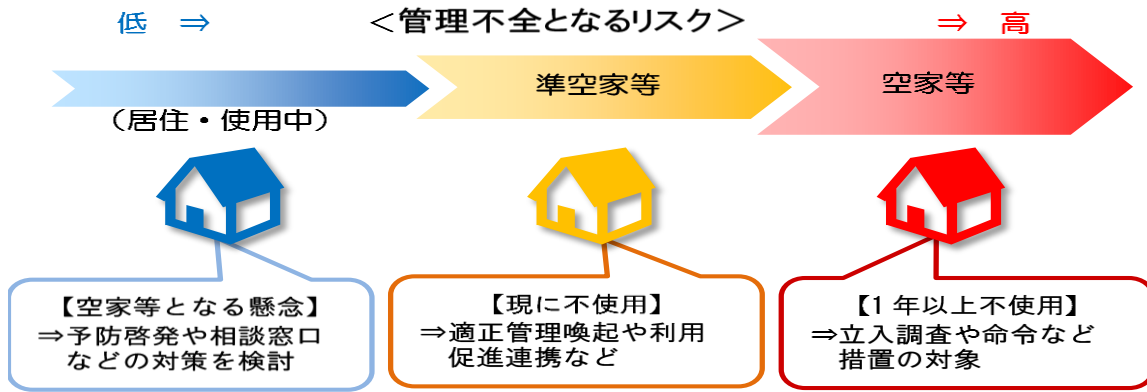 低 ⇒ ＜管理不全となるリスク＞ ⇒ 高
準空家等
空家等
（居住・使用中）
【空家等となる懸念】
⇒予防啓発や相談窓口
などの対策を検討
【現に不使用】
⇒適正管理喚起や利用
促進連携など
【１年以上不使用】
⇒立入調査や命令など
措置の対象